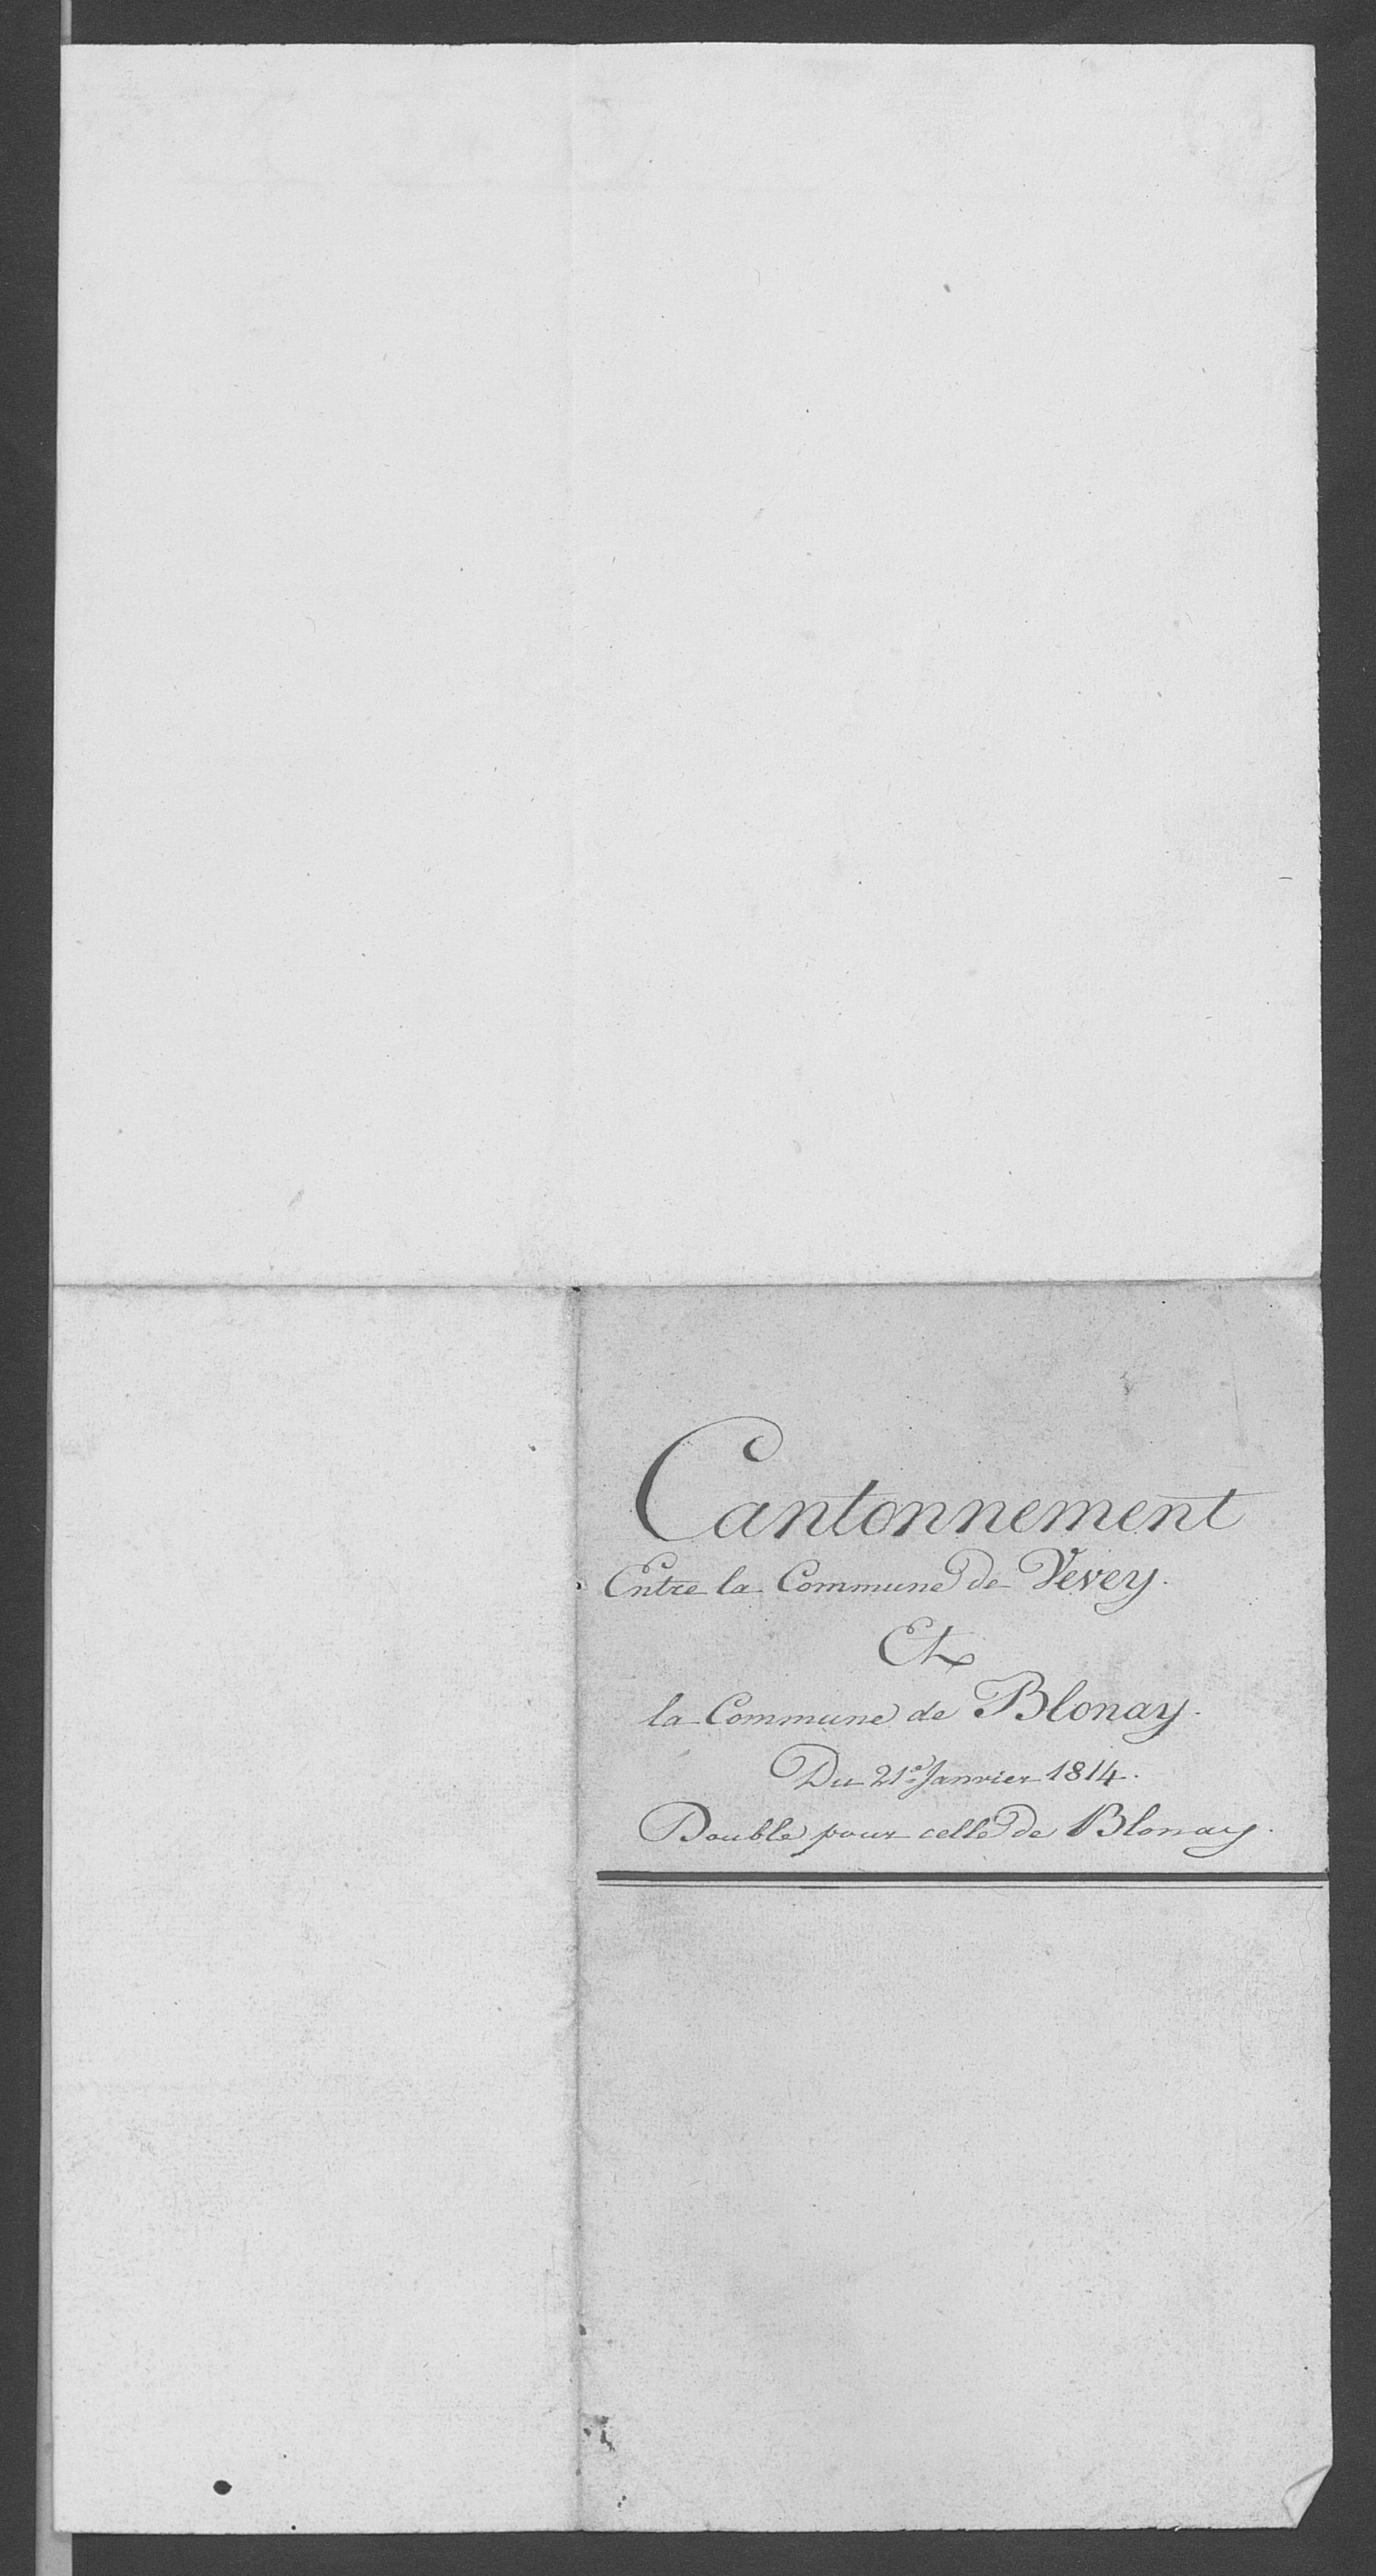 Cantonnement
Entre la Commune de Vevey.
Et
la Commune de Blonay.
Du 21.e Janvier 1814.
Double pour celle de Blonay.